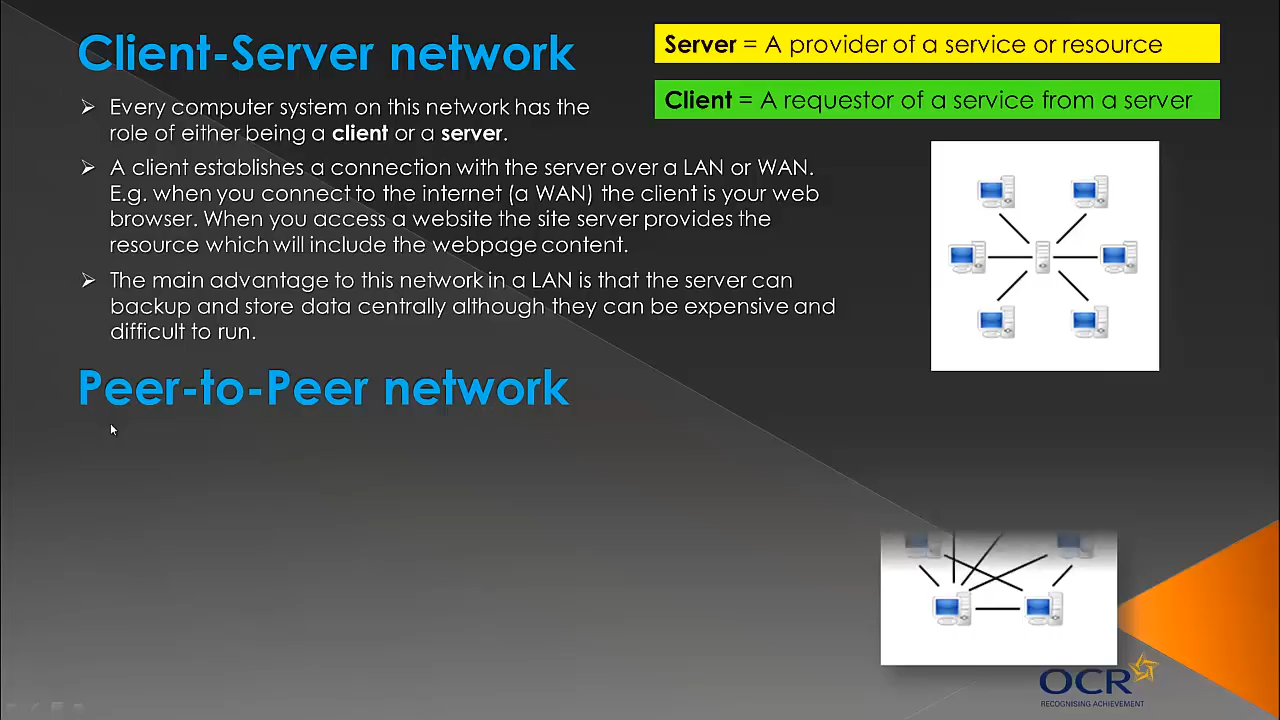 Client-Server network
Server = A provider of a service or resource
Client = A requestor of a service from a server
Every computer system on this network has the
role of either being a client or a server.
A client establishes a connection with the server over a LAN or WAN.
E.g. when you connect to the internet (a WAN) the client is your web
browser. When you access a website the site server provides the
resource which will include the webpage content.
The main advantage to this network in a LAN is that the server can
backup and store data centrally although they can be expensive and
difficult to run.
Peer-to-Peer network
OCR
RECOGNISING ACHIEVEMENT